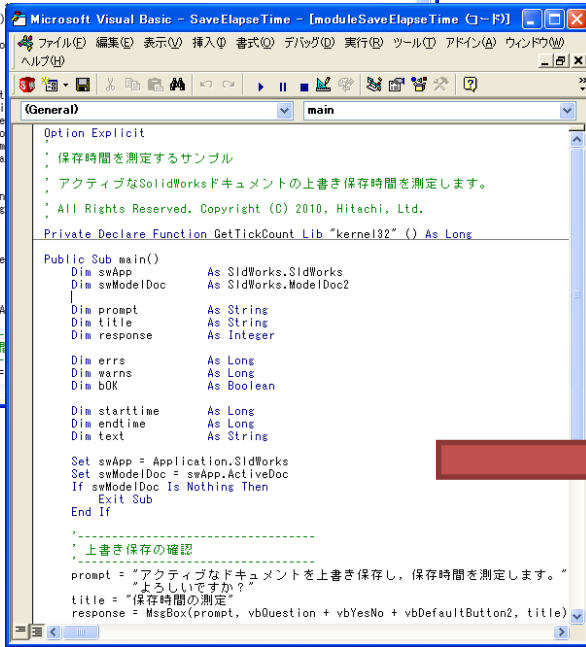 Microsoft Visual Basic - SaveElapseTime - [moduleSaveElapseTime (コード)]
ファイル(F) 編集(E) 表示(V) 挿入(I) 書式(O) デバッグ(D) 実行(R) ツール(T) アドイン(A) ウィンドウ(W)
ヘルプ(H)
(General) main
Option Explicit
'
' 保存時間を測定するサンプル
'
' アクティブなSolidWorksドキュメントの上書き保存時間を測定します。
'
' All Rights Reserved. Copyright (C) 2010, Hitachi, Ltd.
'
Private Declare Function GetTickCount Lib "kernel32" () As Long
Public Sub main()
Dim swApp As SldWorks.SldWorks
Dim swModelDoc As SldWorks.ModelDoc2
Dim prompt As String
Dim title As String
Dim response As Integer
Dim errs As Long
Dim warns As Long
Dim bOK As Boolean
Dim starttime As Long
Dim endtime As Long
Dim text As String
Set swApp = Application.SldWorks
Set swModelDoc = swApp.ActiveDoc
If swModelDoc Is Nothing Then
Exit Sub
End If
'----------------------------------
' 上書き保存の確認
'----------------------------------
prompt = "アクティブなドキュメントを上書き保存し，保存時間を測定します。"
"よろしいですか？"
title = "保存時間の測定"
response = MsgBox(prompt, vbQuestion + vbYesNo + vbDefaultButton2, title)